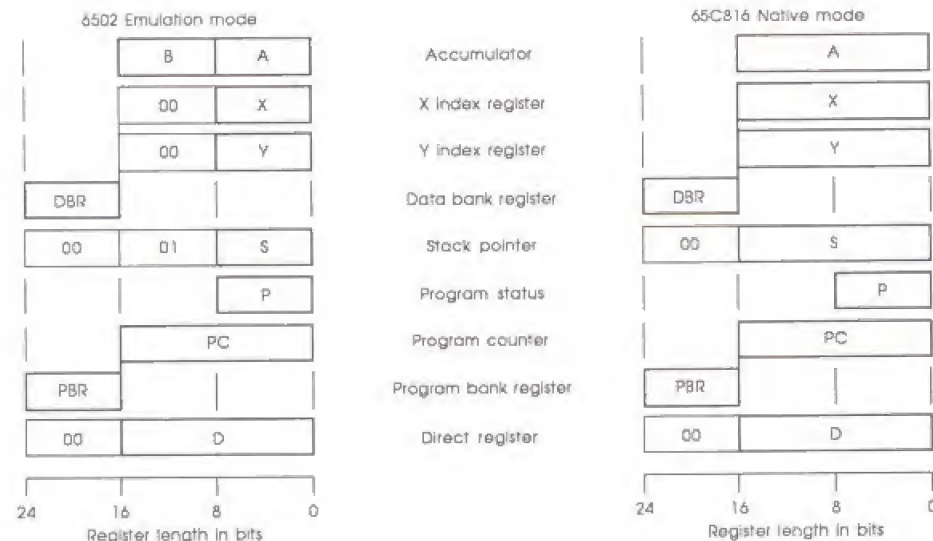 6502 Emulation mode
65C816 Native mode
B A Accumulator A
00 X X index register X
00 Y Y index register Y
DBR Data bank register DBR
00 01 S Stack pointer 00 S
P Program status P
PC Program counter PC
PBR Program bank register PBR
00 D Direct register 00 D
24 16 8 0 24 16 8 0
Register length in bits Register length in bits